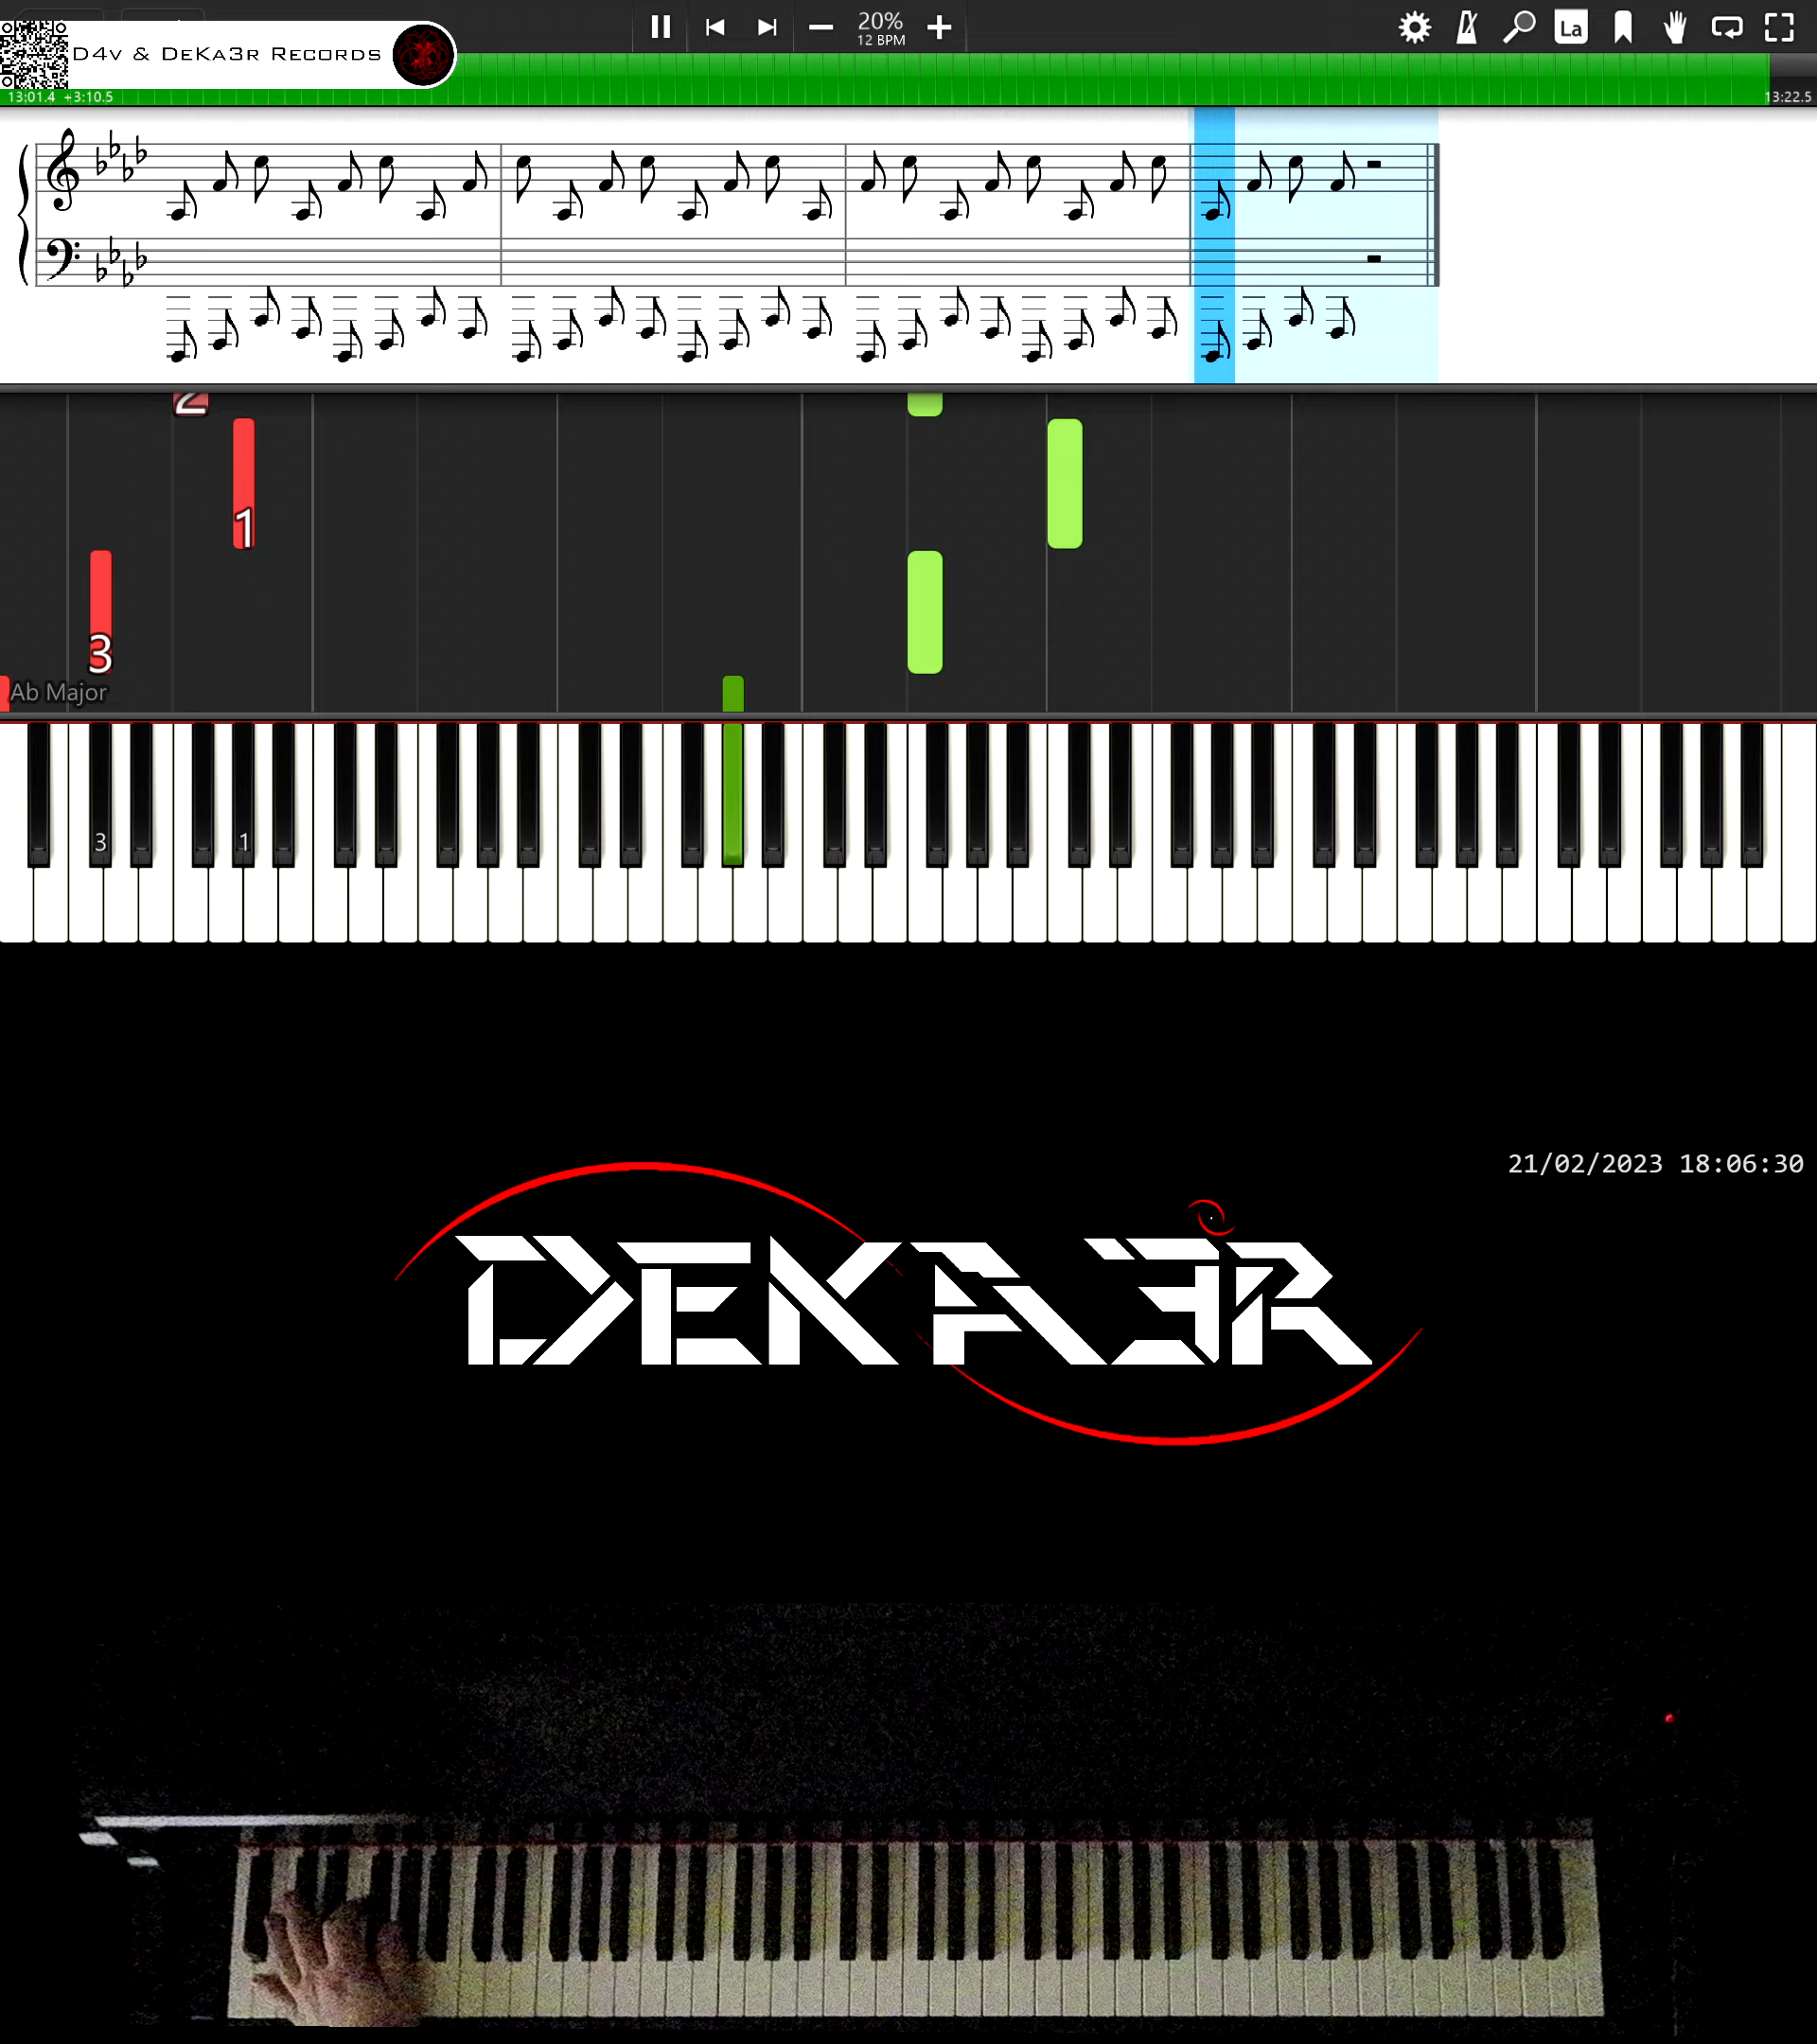 20%
12 BPM
La
D4v & DeKa3r Records
13:01.4 +3:10.5
13:22.5
2
1
3
Ab Major
3 1
21/02/2023 18:06:30
DEKA3R